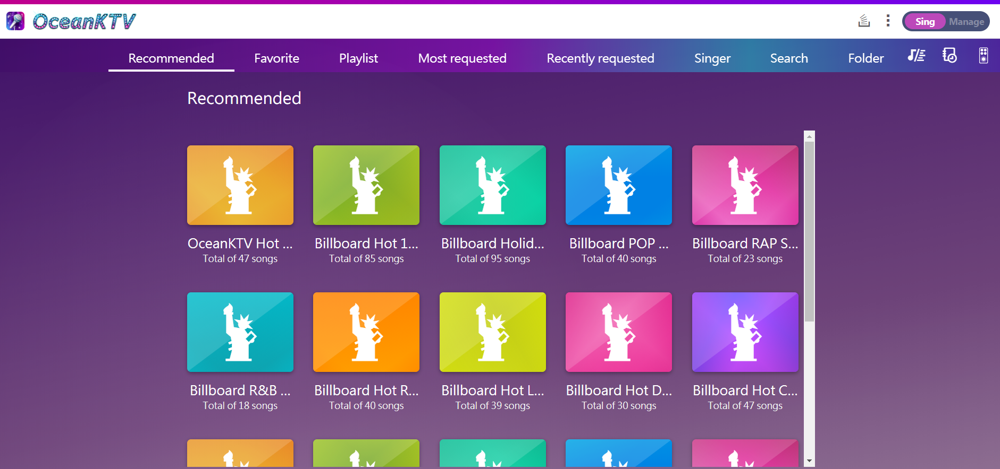 OceanKTV
Sing Manage
Recommended Favorite Playlist Most requested Recently requested Singer Search Folder
Recommended
OceanKTV Hot ... Billboard Hot 1... Billboard Holid... Billboard POP ... Billboard RAP S...
Total of 47 songs Total of 85 songs Total of 95 songs Total of 40 songs Total of 23 songs
Billboard R&B ... Billboard Hot R... Billboard Hot L... Billboard Hot D... Billboard Hot C...
Total of 18 songs Total of 40 songs Total of 39 songs Total of 30 songs Total of 47 songs